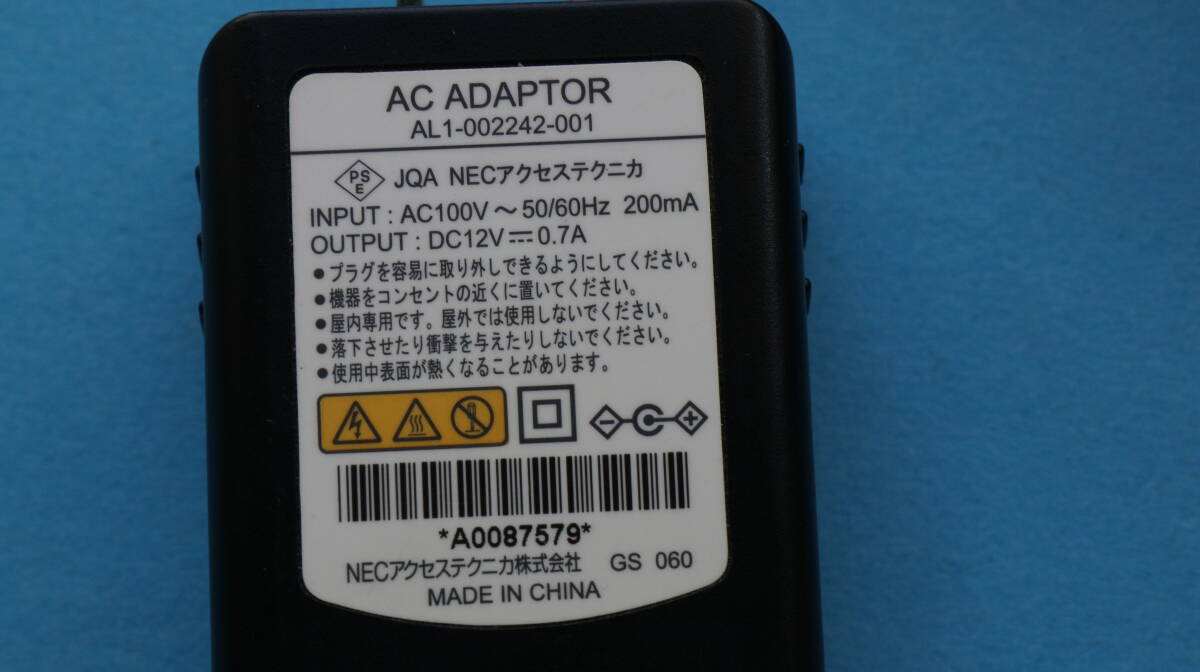 AC ADAPTOR
AL1-002242-001
PSE JQA NECアクセステクニカ
INPUT : AC100V ～ 50/60Hz 200mA
OUTPUT : DC12V ⎓ 0.7A
●プラグを容易に取り外しできるようにしてください。
●機器をコンセントの近くに置いてください。
●屋内専用です。屋外では使用しないでください。
●落下させたり衝撃を与えたりしないでください。
●使用中表面が熱くなることがあります。
*A0087579*
NECアクセステクニカ株式会社 GS 060
MADE IN CHINA